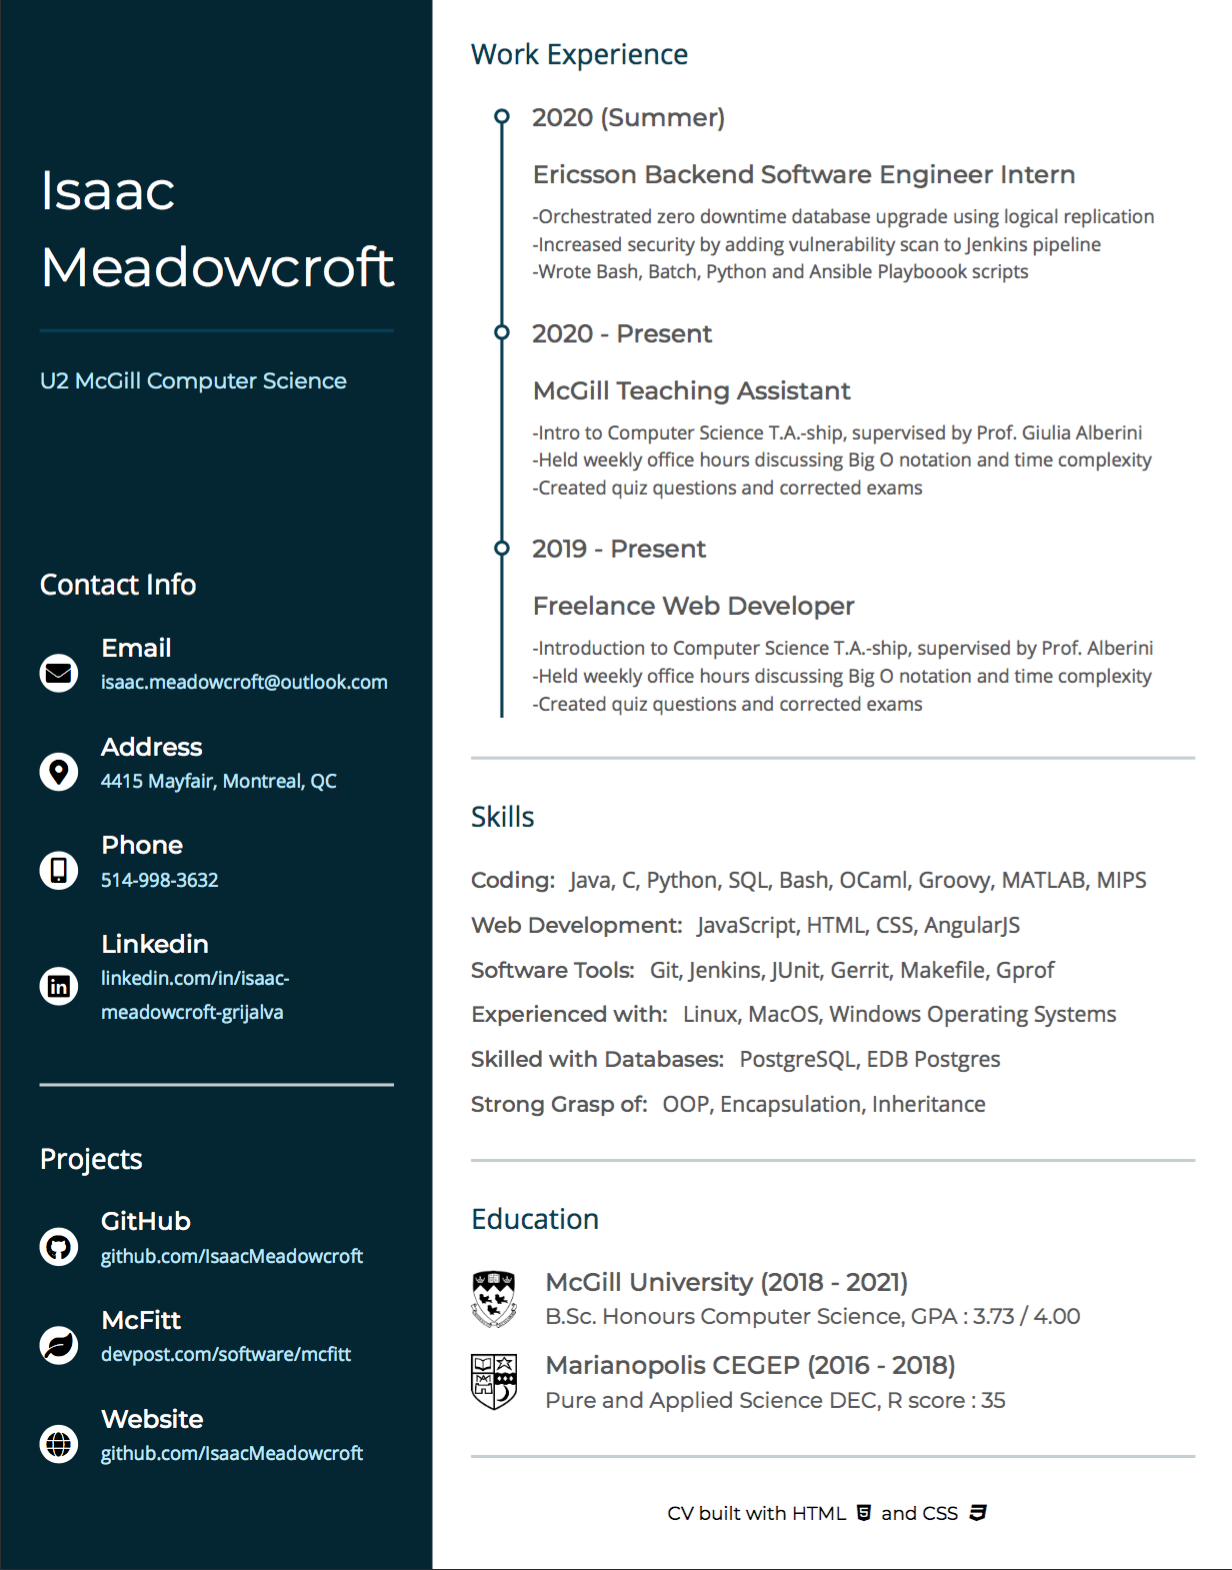 Isaac
Meadowcroft
U2 McGill Computer Science
Contact Info
Email
isaac.meadowcroft@outlook.com
Address
4415 Mayfair, Montreal, QC
Phone
514-998-3632
Linkedin
linkedin.com/in/isaac-
meadowcroft-grijalva
Projects
GitHub
github.com/IsaacMeadowcroft
McFitt
devpost.com/software/mcfitt
Website
github.com/IsaacMeadowcroft
Work Experience
2020 (Summer)
Ericsson Backend Software Engineer Intern
-Orchestrated zero downtime database upgrade using logical replication
-Increased security by adding vulnerability scan to Jenkins pipeline
-Wrote Bash, Batch, Python and Ansible Playboook scripts
2020 - Present
McGill Teaching Assistant
-Intro to Computer Science T.A.-ship, supervised by Prof. Giulia Alberini
-Held weekly office hours discussing Big O notation and time complexity
-Created quiz questions and corrected exams
2019 - Present
Freelance Web Developer
-Introduction to Computer Science T.A.-ship, supervised by Prof. Alberini
-Held weekly office hours discussing Big O notation and time complexity
-Created quiz questions and corrected exams
Skills
Coding: Java, C, Python, SQL, Bash, OCaml, Groovy, MATLAB, MIPS
Web Development: JavaScript, HTML, CSS, AngularJS
Software Tools: Git, Jenkins, JUnit, Gerrit, Makefile, Gprof
Experienced with: Linux, MacOS, Windows Operating Systems
Skilled with Databases: PostgreSQL, EDB Postgres
Strong Grasp of: OOP, Encapsulation, Inheritance
Education
McGill University (2018 - 2021)
B.Sc. Honours Computer Science, GPA : 3.73 / 4.00
Marianopolis CEGEP (2016 - 2018)
Pure and Applied Science DEC, R score : 35
CV built with HTML and CSS